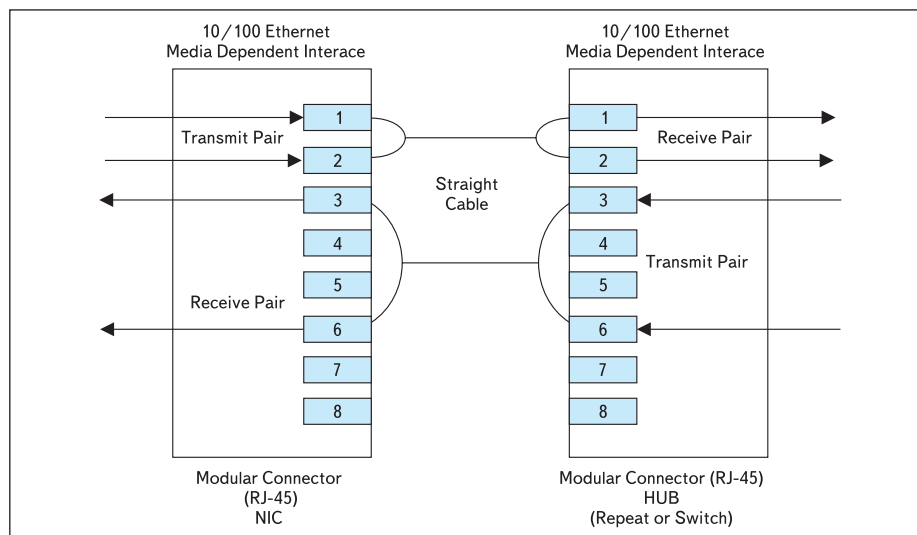 10/100 Ethernet
Media Dependent Interace
1
2
3
4
5
6
7
8
Transmit Pair
Receive Pair
Modular Connector
(RJ-45)
NIC
Straight
Cable
10/100 Ethernet
Media Dependent Interace
1
2
3
4
5
6
7
8
Receive Pair
Transmit Pair
Modular Connector (RJ-45)
HUB
(Repeat or Switch)